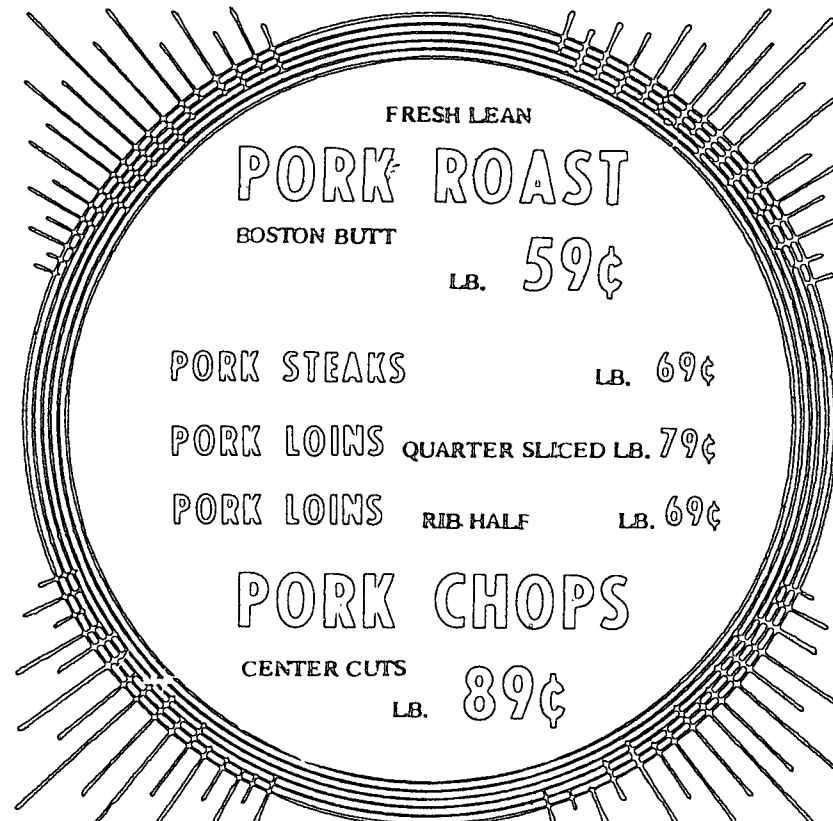 FRESH LEAN
PORK ROAST
BOSTON BUTT
LB. 59¢
PORK STEAKS LB. 69¢
PORK LOINS QUARTER SLICED LB. 79¢
PORK LOINS RIB HALF LB. 69¢
PORK CHOPS
CENTER CUTS
LB. 89¢